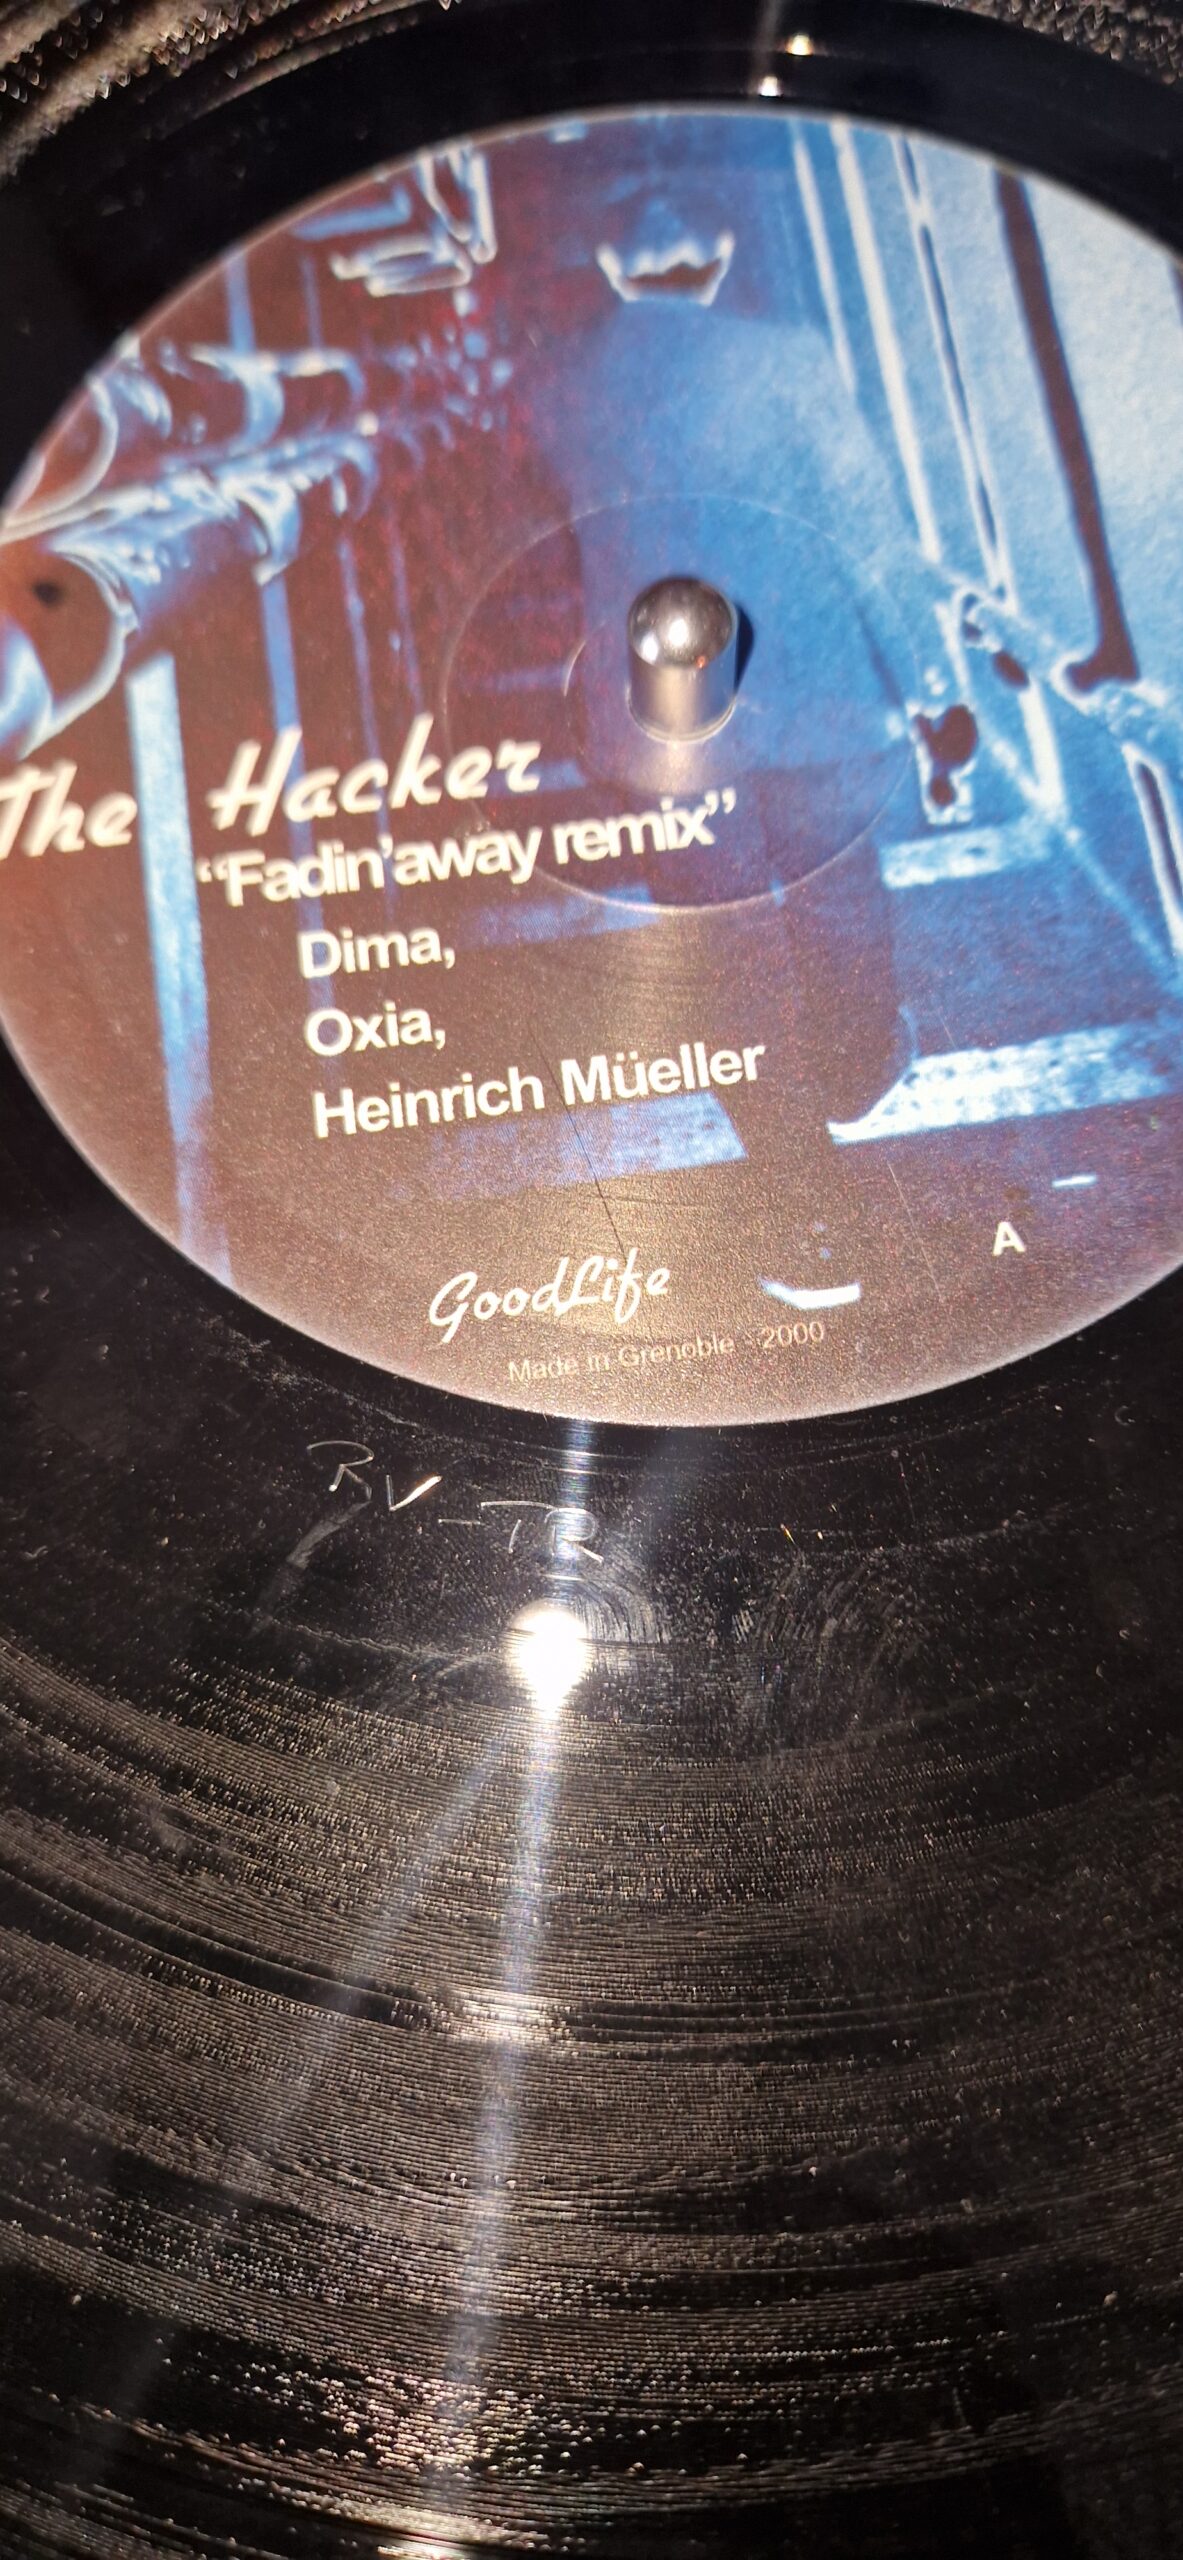 The Hacker
“Fadin’away remix”
Dima,
Oxia,
Heinrich Müeller
A
GoodLife
Made in Grenoble - 2000
RV-TR